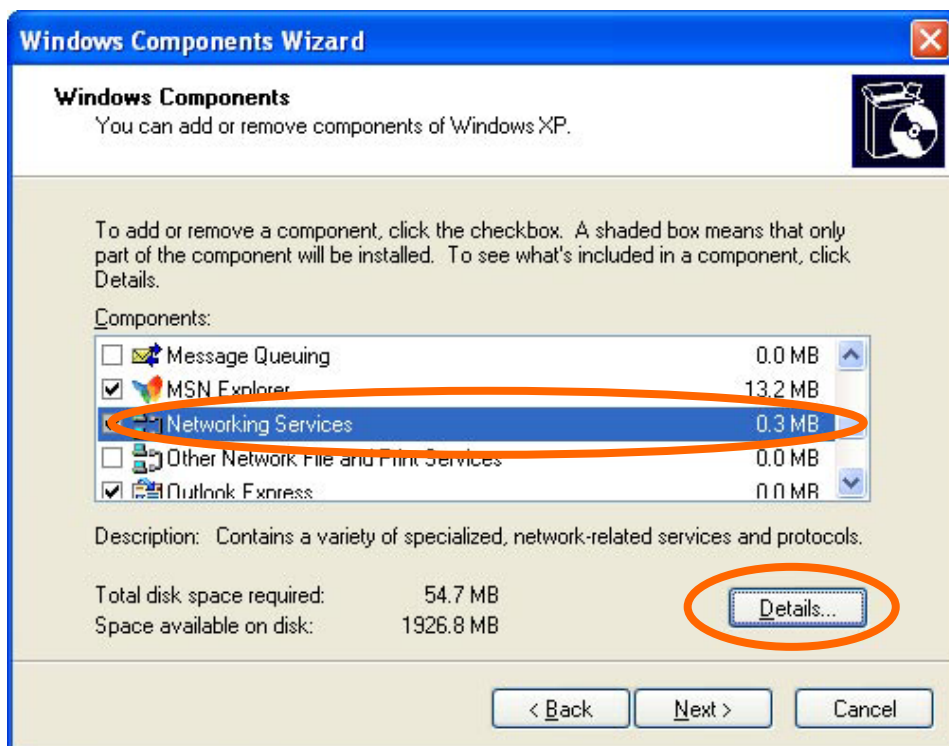 Windows Components Wizard
Windows Components
You can add or remove components of Windows XP.
To add or remove a component, click the checkbox. A shaded box means that only
part of the component will be installed. To see what's included in a component, click
Details.
Components:
Message Queuing 0.0 MB
MSN Explorer 13.2 MB
Networking Services 0.3 MB
Other Network File and Print Services 0.0 MB
Outlook Express 0.0 MB
Description: Contains a variety of specialized, network-related services and protocols.
Total disk space required: 54.7 MB
Space available on disk: 1926.8 MB
Details...
< Back Next > Cancel